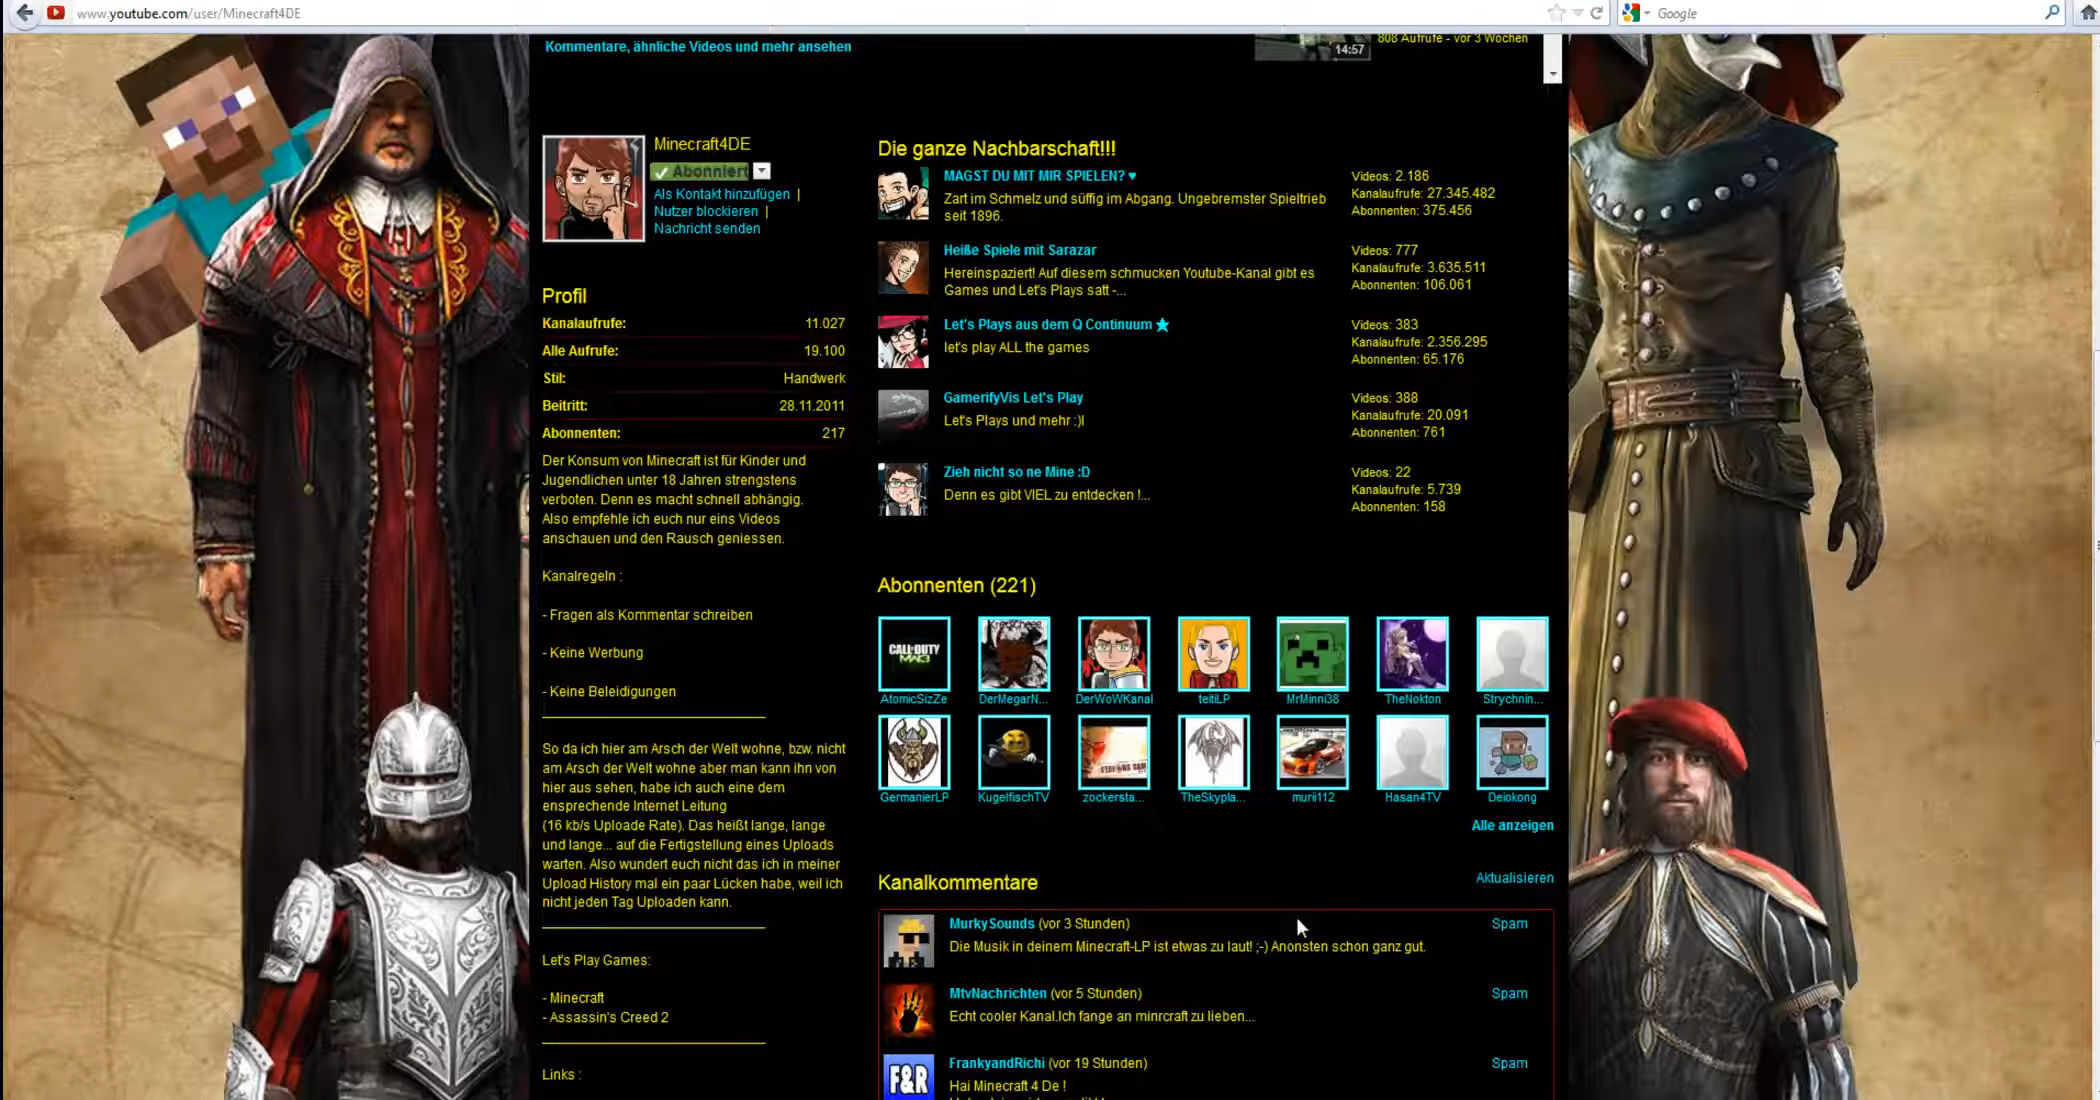 www.youtube.com/user/Minecraft4DE
Google
Kommentare, ähnliche Videos und mehr ansehen
14:57
808 Aufrufe - vor 3 Wochen
Minecraft4DE
Abonniert
Als Kontakt hinzufügen |
Nutzer blockieren |
Nachricht senden
Profil
Kanalaufrufe: 11.027
Alle Aufrufe: 19.100
Stil: Handwerk
Beitritt: 28.11.2011
Abonnenten: 217
Der Konsum von Minecraft ist für Kinder und
Jugendlichen unter 18 Jahren strengstens
verboten. Denn es macht schnell abhängig.
Also empfehle ich euch nur eins Videos
anschauen und den Rausch geniessen.
Kanalregeln :
- Fragen als Kommentar schreiben
- Keine Werbung
- Keine Beleidigungen
So da ich hier am Arsch der Welt wohne, bzw. nicht
am Arsch der Welt wohne aber man kann ihn von
hier aus sehen, habe ich auch eine dem
ensprechende Internet Leitung
(16 kb/s Uploade Rate). Das heißt lange, lange
und lange... auf die Fertigstellung eines Uploads
warten. Also wundert euch nicht das ich in meiner
Upload History mal ein paar Lücken habe, weil ich
nicht jeden Tag Uploaden kann.
Let's Play Games:
- Minecraft
- Assassin's Creed 2
Links :
Die ganze Nachbarschaft!!!
MAGST DU MIT MIR SPIELEN? ♥
Zart im Schmelz und süffig im Abgang. Ungebremster Spieltrieb
seit 1896.
Videos: 2.186
Kanalaufrufe: 27.345.482
Abonnenten: 375.456
Heiße Spiele mit Sarazar
Hereinspaziert! Auf diesem schmucken Youtube-Kanal gibt es
Games und Let's Plays satt -...
Videos: 777
Kanalaufrufe: 3.635.511
Abonnenten: 106.061
Let's Plays aus dem Q Continuum ★
let's play ALL the games
Videos: 383
Kanalaufrufe: 2.356.295
Abonnenten: 65.176
GamerifyVis Let's Play
Let's Plays und mehr :)l
Videos: 388
Kanalaufrufe: 20.091
Abonnenten: 761
Zieh nicht so ne Mine :D
Denn es gibt VIEL zu entdecken !...
Videos: 22
Kanalaufrufe: 5.739
Abonnenten: 158
Abonnenten (221)
CALL DUTY
MW3
AtomicSizZe DerMegarN... DerWoWKanal teitiLP MrMinni38 TheNokton Strychnin...
GermanierLP KugelfischTV zockersta... TheSkypla... murii112 Hasan4TV Deiokong
Alle anzeigen
Kanalkommentare
Aktualisieren
MurkySounds (vor 3 Stunden) Spam
Die Musik in deinem Minecraft-LP ist etwas zu laut! ;-) Anonsten schon ganz gut.
MtvNachrichten (vor 5 Stunden) Spam
Echt cooler Kanal.Ich fange an minrcraft zu lieben...
FrankyandRichi (vor 19 Stunden) Spam
F&R
Hai Minecraft 4 De !